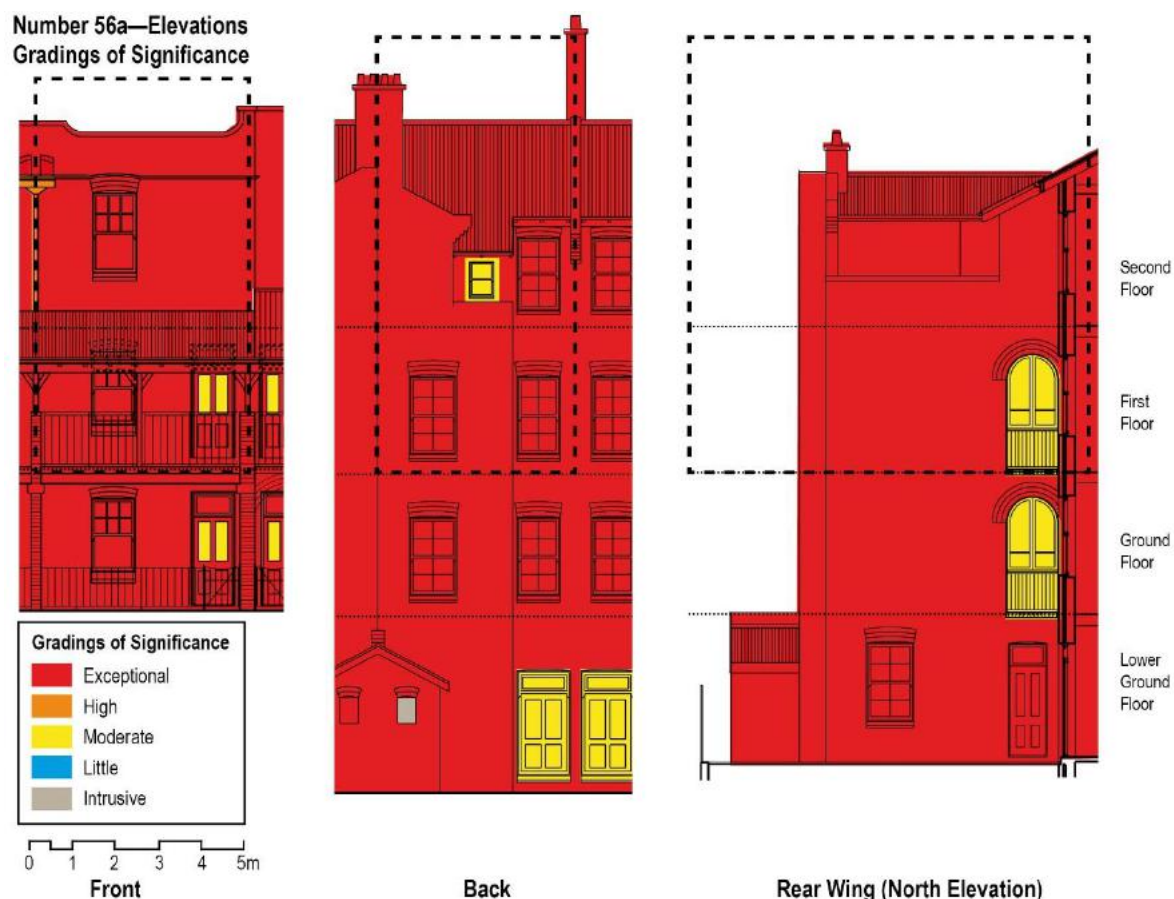 Number 56a—Elevations
Gradings of Significance
Second
Floor
First
Floor
Ground
Floor
Lower
Ground
Floor
Gradings of Significance
Exceptional
High
Moderate
Little
Intrusive
0 1 2 3 4 5m
Front
Back
Rear Wing (North Elevation)